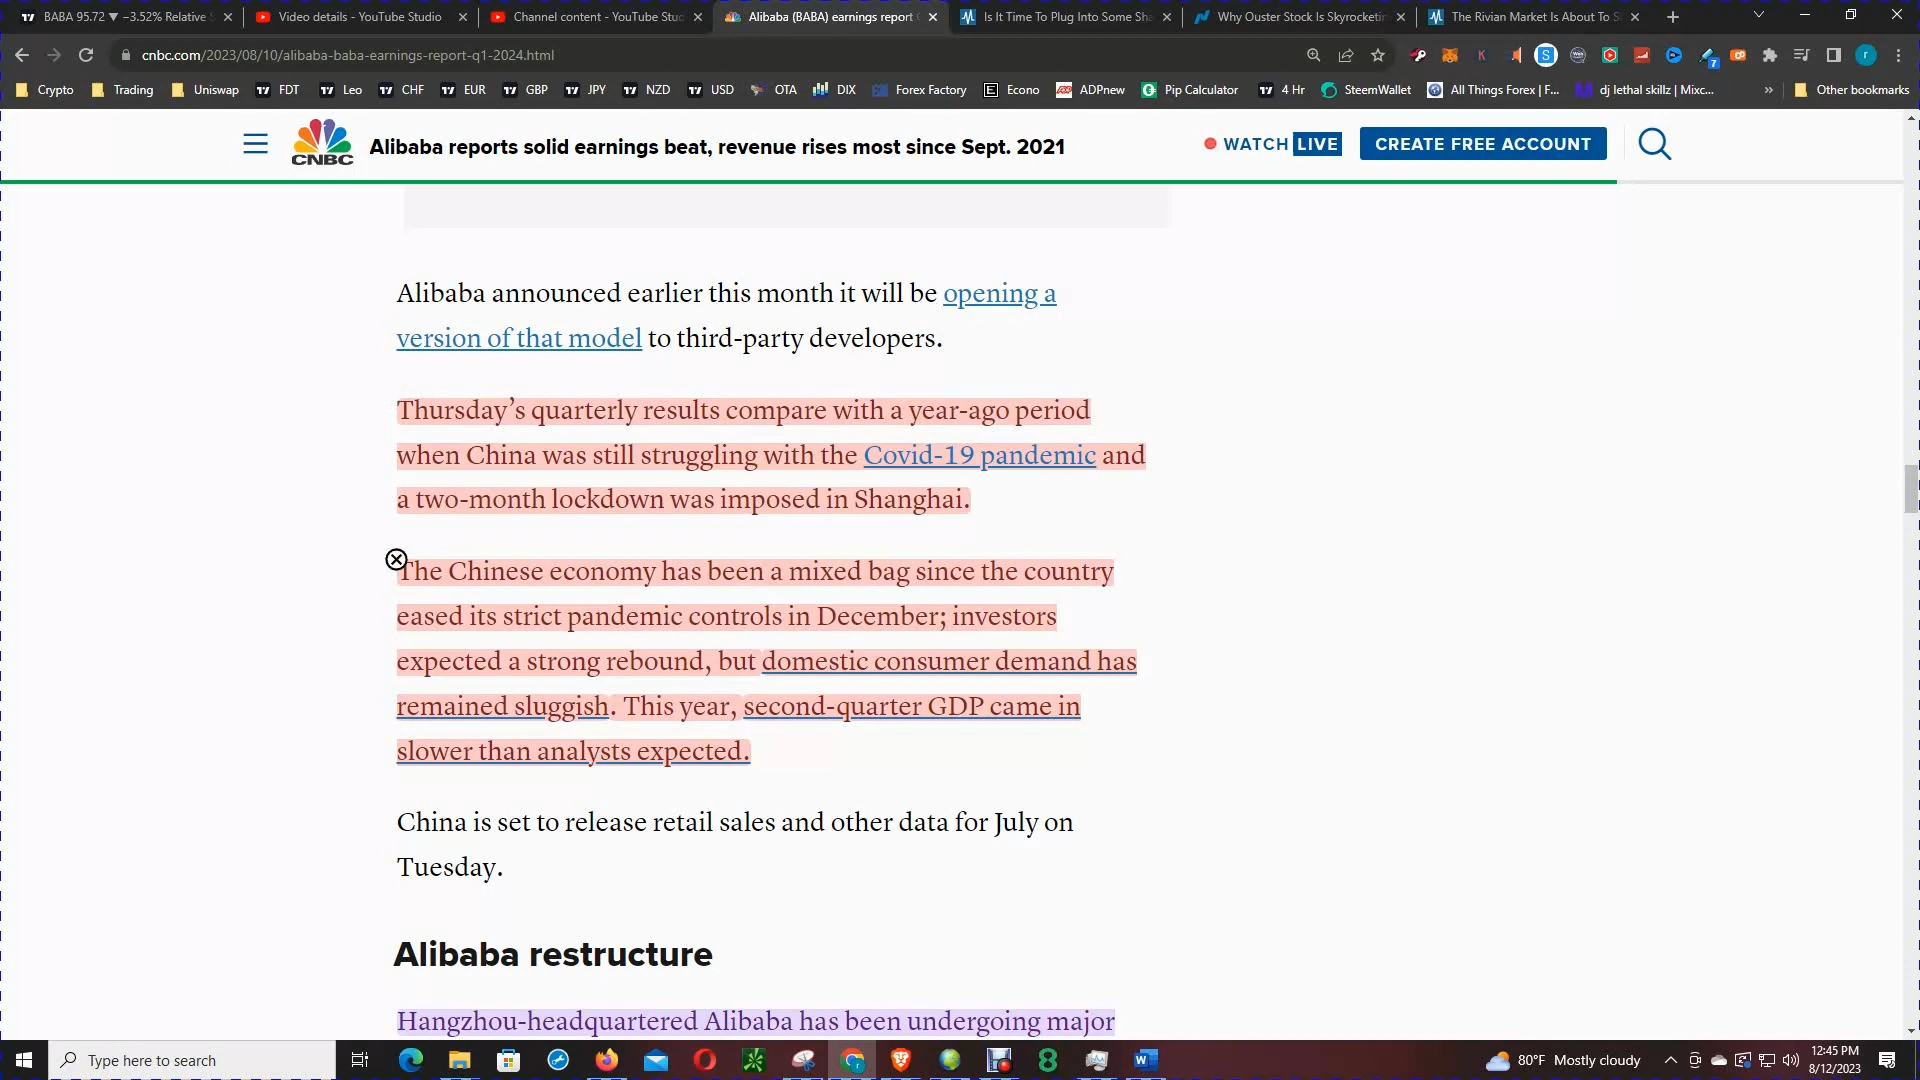 BABA 95.72 ▼ −3.52% Relative
Video details - YouTube Studio
Channel content - YouTube Stu
Alibaba (BABA) earnings report
Is It Time To Plug Into Some Sha
Why Ouster Stock Is Skyrocketin
The Rivian Market Is About To S
cnbc.com/2023/08/10/alibaba-baba-earnings-report-q1-2024.html
Crypto
Trading
Uniswap
FDT
Leo
CHF
EUR
GBP
JPY
NZD
USD
OTA
DIX
Forex Factory
Econo
ADPnew
Pip Calculator
4 Hr
SteemWallet
All Things Forex | F...
dj lethal skillz | Mixc...
»
Other bookmarks
CNBC
Alibaba reports solid earnings beat, revenue rises most since Sept. 2021
WATCH LIVE
CREATE FREE ACCOUNT
Alibaba announced earlier this month it will be opening a
version of that model to third-party developers.
Thursday’s quarterly results compare with a year-ago period
when China was still struggling with the Covid-19 pandemic and
a two-month lockdown was imposed in Shanghai.
The Chinese economy has been a mixed bag since the country
eased its strict pandemic controls in December; investors
expected a strong rebound, but domestic consumer demand has
remained sluggish. This year, second-quarter GDP came in
slower than analysts expected.
China is set to release retail sales and other data for July on
Tuesday.
Alibaba restructure
Hangzhou-headquartered Alibaba has been undergoing major
Type here to search
80°F Mostly cloudy
12:45 PM
8/12/2023